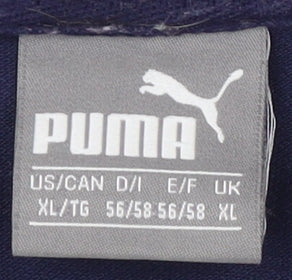 PUMA
US/CAN D/I E/F UK
XL/TG 56/58 56/58 XL